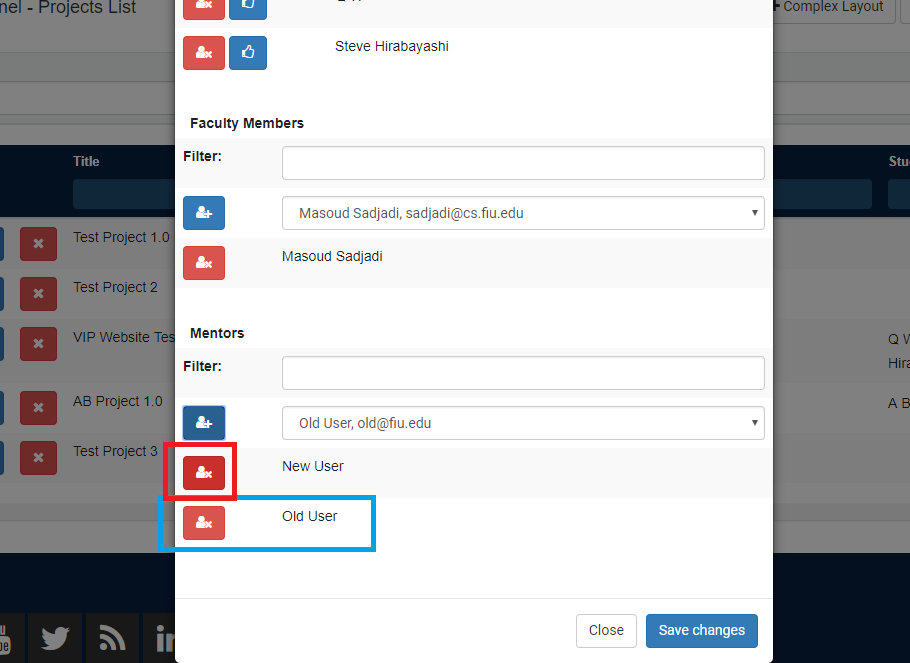 nel - Projects List
Complex Layout
Steve Hirabayashi
Faculty Members
Filter:
Title
Stu
Masoud Sadjadi, sadjadi@cs.fiu.edu
Test Project 1.0
Masoud Sadjadi
Test Project 2
Mentors
VIP Website Tes
Q W
Hira
Filter:
AB Project 1.0
A B
Old User, old@fiu.edu
Test Project 3
New User
Old User
Close
Save changes